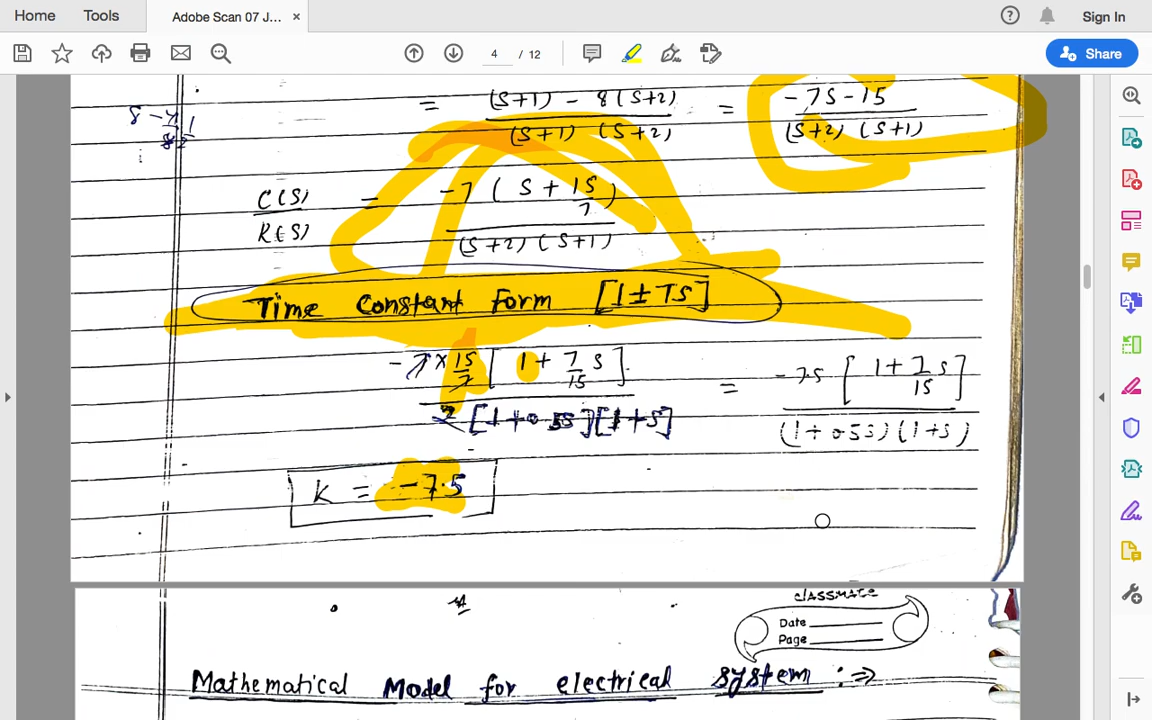 Home Tools Adobe Scan 07 J... × Sign In
4 / 12 Share
= (S+1) - 8(S+2) / (S+1) (S+2) = -7S-15 / (S+2) (S+1)
C(S) / R(S) = -7 ( S + 15/7 ) / (S+2) (S+1)
Time Constant Form [1±TS]
-7 × 15/7 [ 1 + 7/15 S ] / 2 [1+0.5S][1+S] = -7.5 [ 1 + 7/15 S ] / (1+0.5S)(1+S)
K = -7.5
CLASSMATE
Date
Page
Mathematical Model for electrical system :⇒